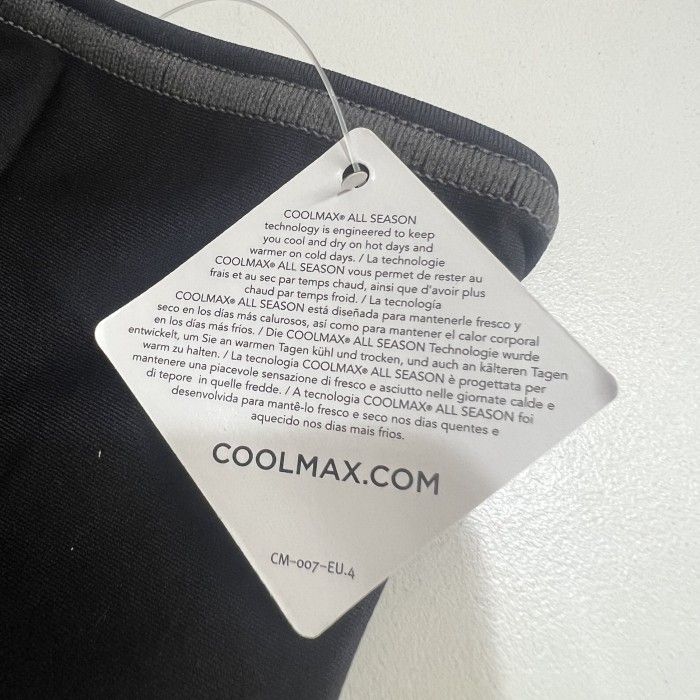 COOLMAX® ALL SEASON
technology is engineered to keep
you cool and dry on hot days and
warmer on cold days. / La technologie
COOLMAX® ALL SEASON vous permet de rester au
frais et au sec par temps chaud, ainsi que d'avoir plus
chaud par temps froid. / La tecnología
COOLMAX® ALL SEASON está diseñada para mantenerle fresco y
seco en los días más calurosos, así como para mantener el calor corporal
en los días más fríos. / Die COOLMAX® ALL SEASON Technologie wurde
entwickelt, um Sie an warmen Tagen kühl und trocken, und auch an kälteren Tagen
warm zu halten. / La tecnologia COOLMAX® ALL SEASON è progettata per
mantenere una piacevole sensazione di fresco e asciutto nelle giornate calde e
di tepore in quelle fredde. / A tecnologia COOLMAX® ALL SEASON foi
desenvolvida para mantê-lo fresco e seco nos dias quentes e
aquecido nos dias mais frios.
COOLMAX.COM
CM-007-EU.4